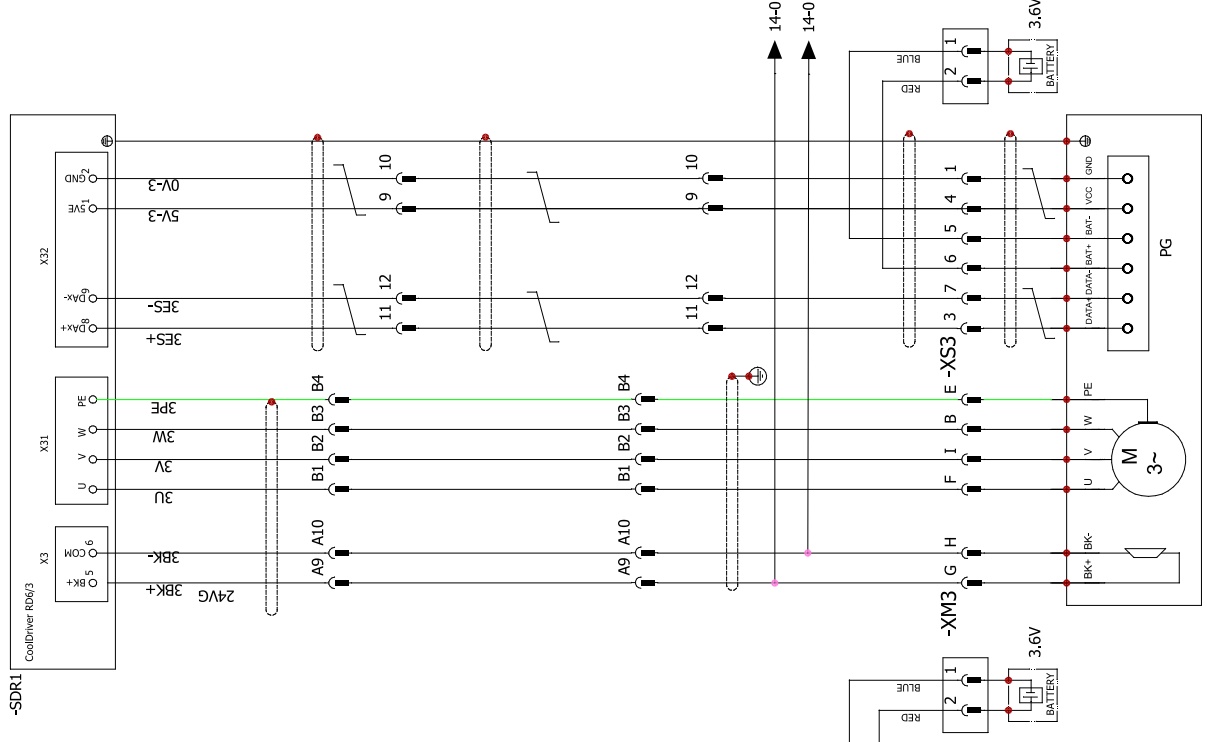 14-0
14-0
3.6V
BATTERY
1
2
BLUE
RED
-SDR1
CoolDriver RD6/3
X32
GND
2
5VE
1
DAx-
9
DAx+
8
0V-3
5V-3
3ES-
3ES+
10
9
12
11
10
9
12
11
1
4
5
6
7
3
-XS3
GND
VCC
BAT-
BAT+
DATA-
DATA+
PG
X31
PE
W
V
U
3PE
3W
3V
3U
B4
B3
B2
B1
B4
B3
B2
B1
E
B
I
F
PE
W
V
U
M
3~
X3
COM
6
BK+
5
3BK-
3BK+
24VG
A10
A9
A10
A9
H
G
-XM3
BK-
BK+
3.6V
BATTERY
1
2
BLUE
RED